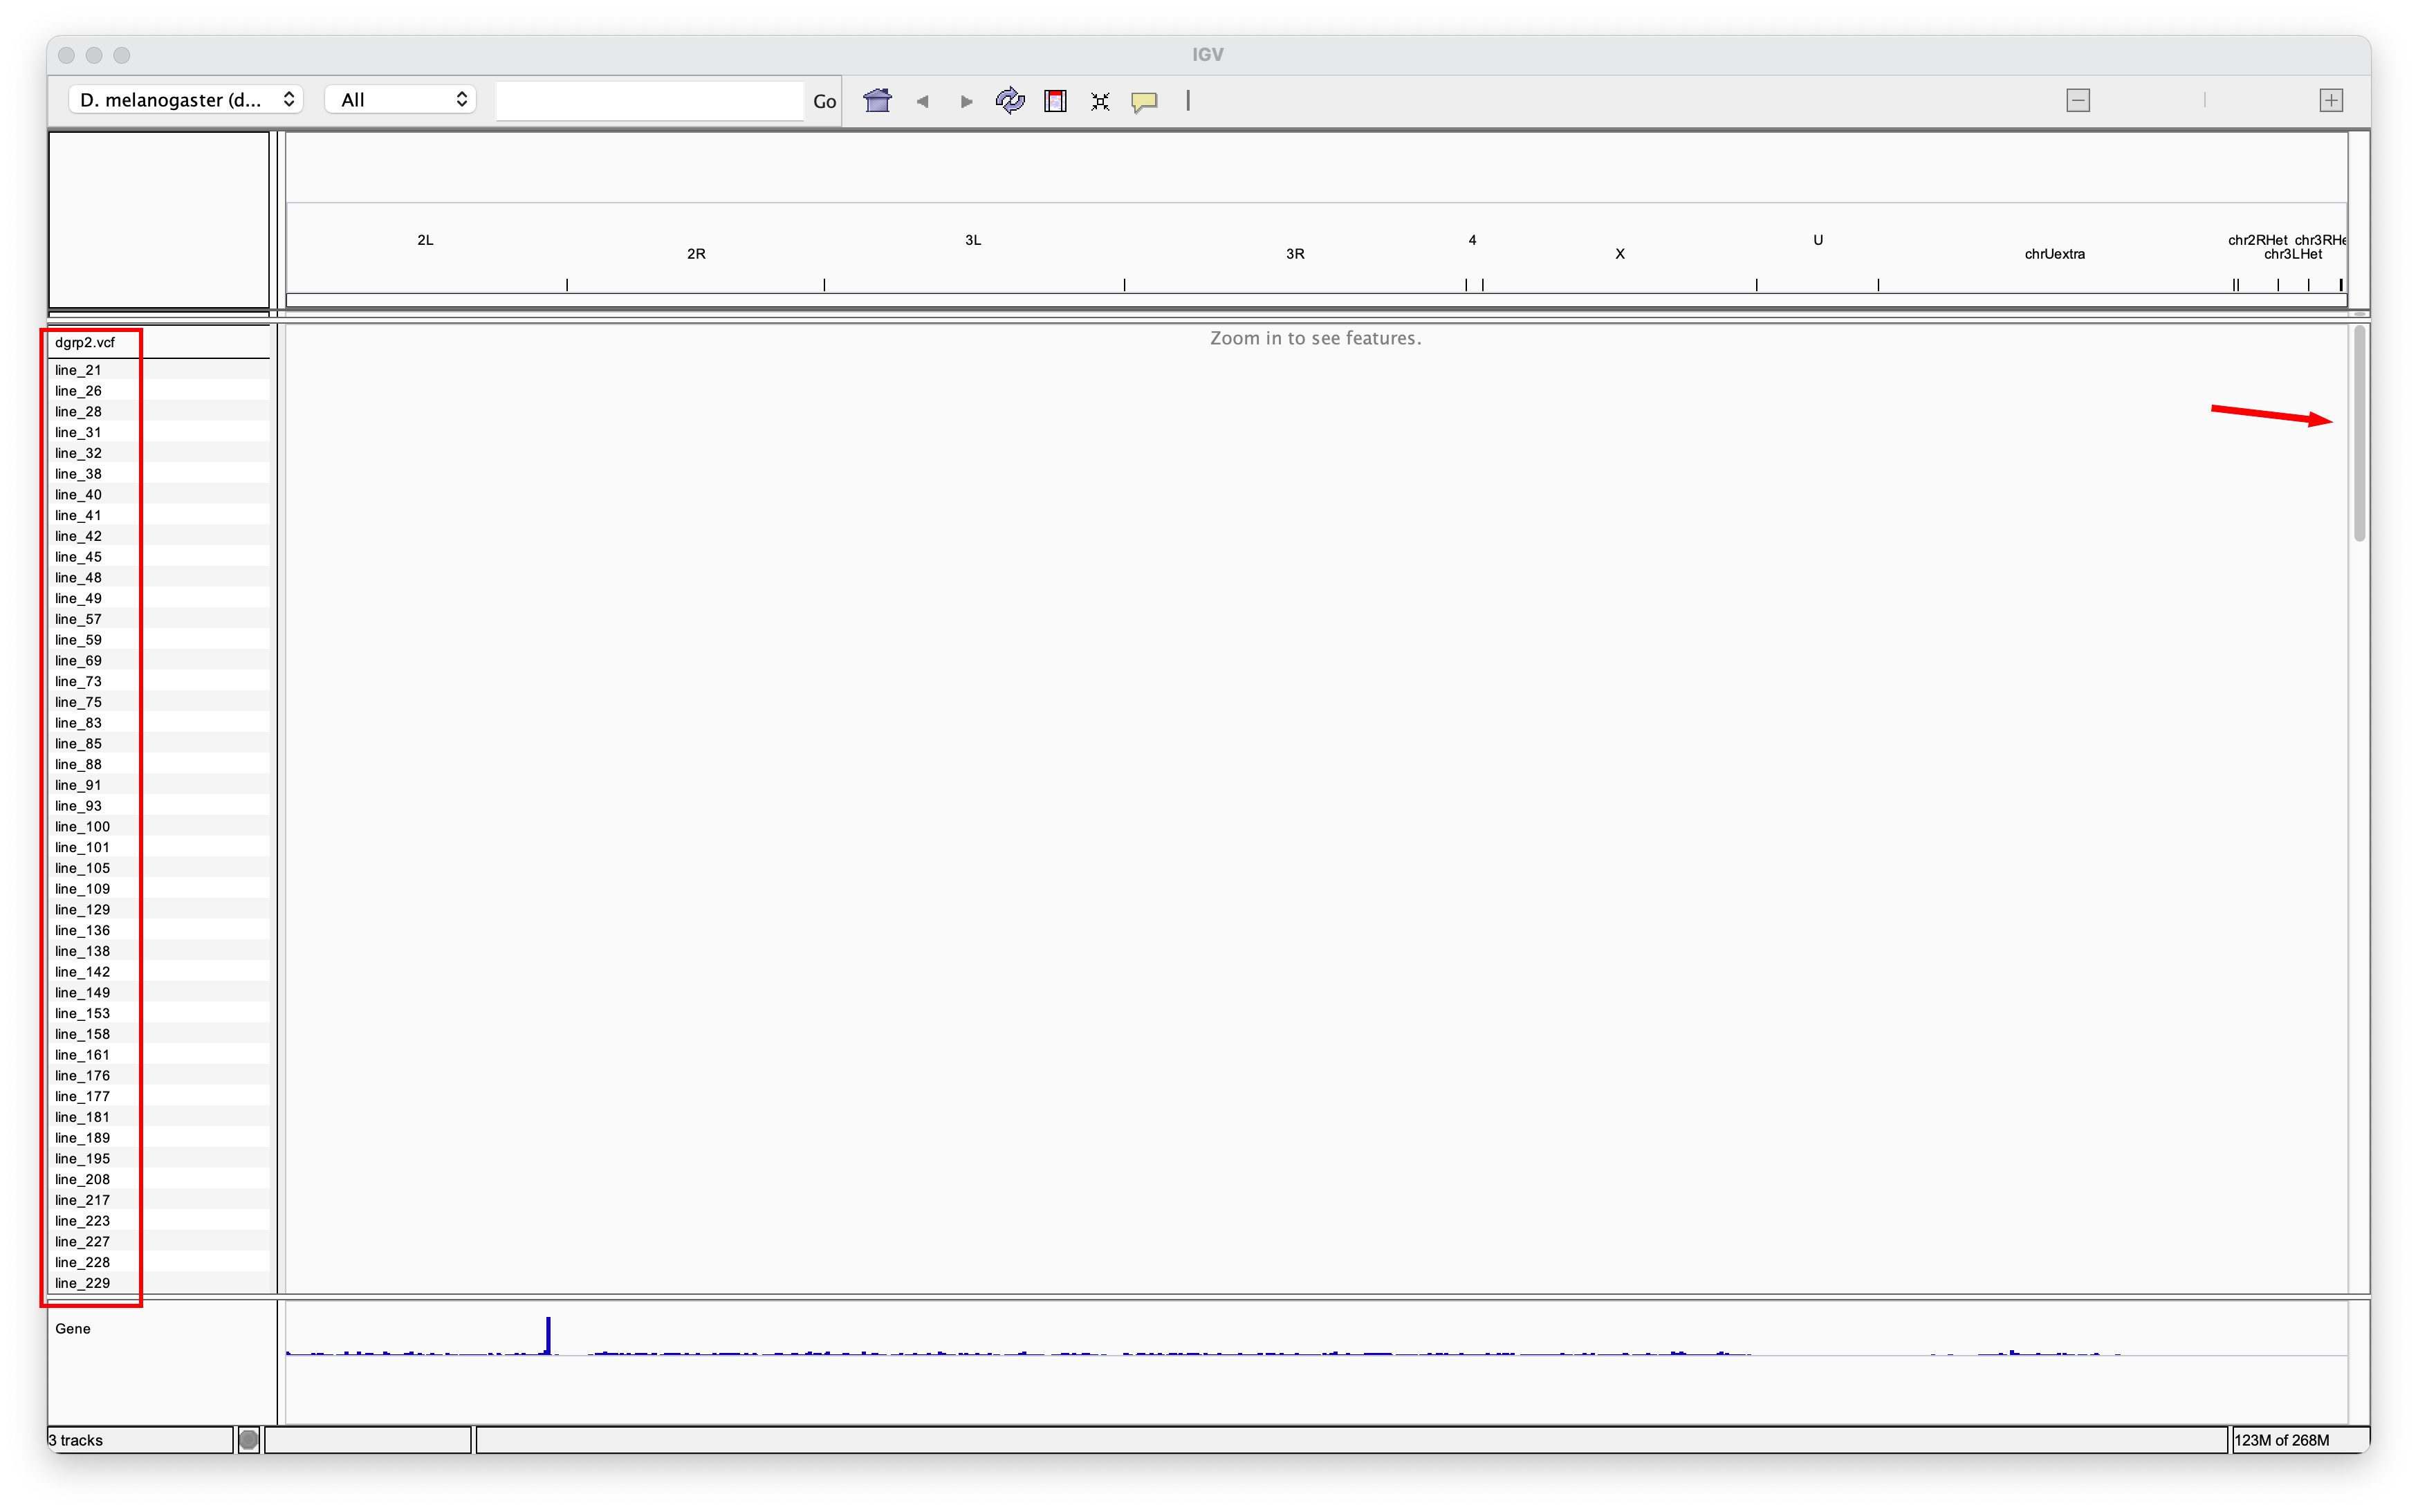 IGV
D. melanogaster (d... All Go
2L 3L 4 U chr2RHet chr3RHe
2R 3R X chrUextra chr3LHet
dgrp2.vcf Zoom in to see features.
line_21
line_26
line_28
line_31
line_32
line_38
line_40
line_41
line_42
line_45
line_48
line_49
line_57
line_59
line_69
line_73
line_75
line_83
line_85
line_88
line_91
line_93
line_100
line_101
line_105
line_109
line_129
line_136
line_138
line_142
line_149
line_153
line_158
line_161
line_176
line_177
line_181
line_189
line_195
line_208
line_217
line_223
line_227
line_228
line_229
Gene
3 tracks 123M of 268M